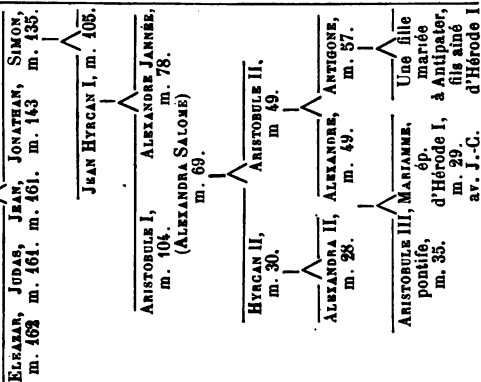 ELÉAZAR, JUDAS, JEAN, JONATHAN, SIMON,
m. 162 m. 161. m. 161. m. 143 m. 135.
JEAN HYRCAN I, m. 105.
ARISTOBULE I, ALEXANDRE JANNÉE,
m. 104. m. 78.
(ALEXANDRA SALOMÉ)
m. 69.
HYRCAN II, ARISTOBULE II,
m. 30. m 49.
ALEXANDRA II, ALEXANDRE, ANTIGONE,
m. 28. m. 49. m. 57.
ARISTOBULE III, MARIAMME, Une fille
pontife, ép. mariée
m. 35. d'Hérode I, à Antipater,
m. 29. fils aîné
av. J.-C. d'Hérode I